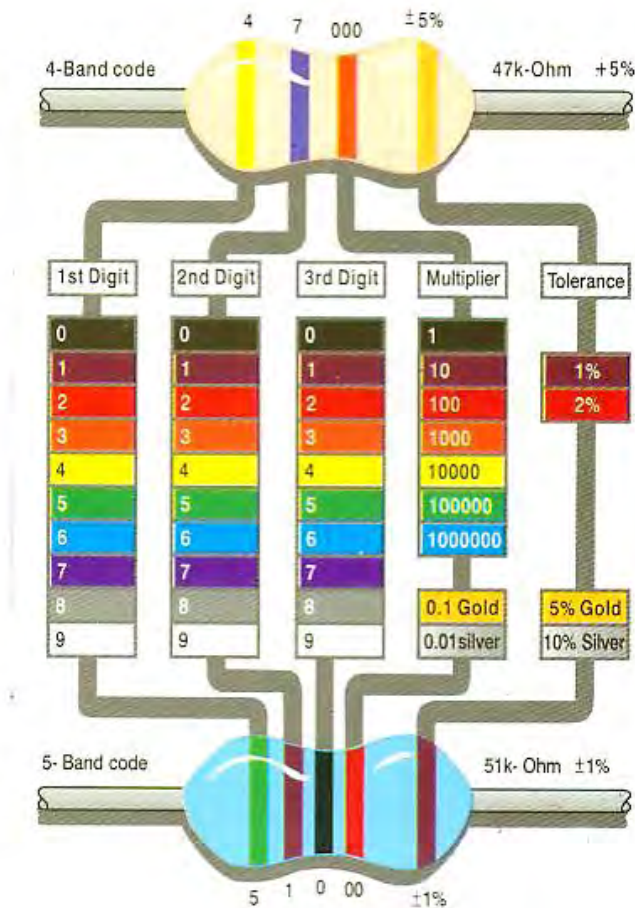 4 7 000 ±5%
4-Band code 47k-Ohm +5%
1st Digit 2nd Digit 3rd Digit Multiplier Tolerance
0 0 0 1
1 1 1 10 1%
2 2 2 100 2%
3 3 3 1000
4 4 4 10000
5 5 5 100000
6 6 6 1000000
7 7 7
8 8 8 0.1 Gold 5% Gold
9 9 9 0.01silver 10% Silver
5- Band code 51k- Ohm ±1%
5 1 0 00 ±1%